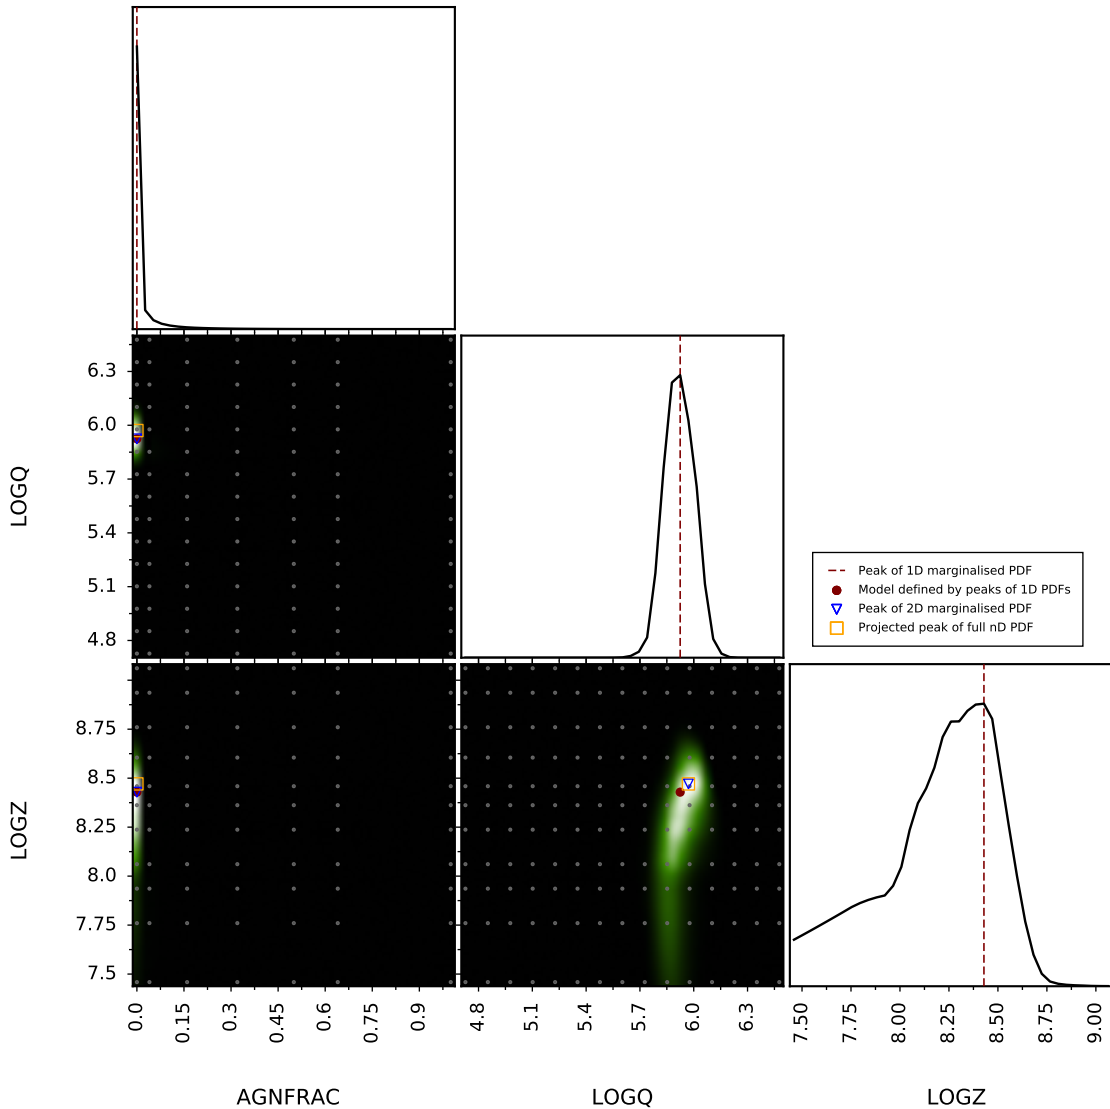 6.3
6.0
5.7
5.4
5.1
4.8
LOGQ
Peak of 1D marginalised PDF
Model defined by peaks of 1D PDFs
Peak of 2D marginalised PDF
Projected peak of full nD PDF
8.75
8.5
8.25
8.0
7.75
7.5
LOGZ
0.0 0.15 0.3 0.45 0.6 0.75 0.9
4.8 5.1 5.4 5.7 6.0 6.3
7.50 7.75 8.00 8.25 8.50 8.75 9.00
AGNFRAC LOGQ LOGZ